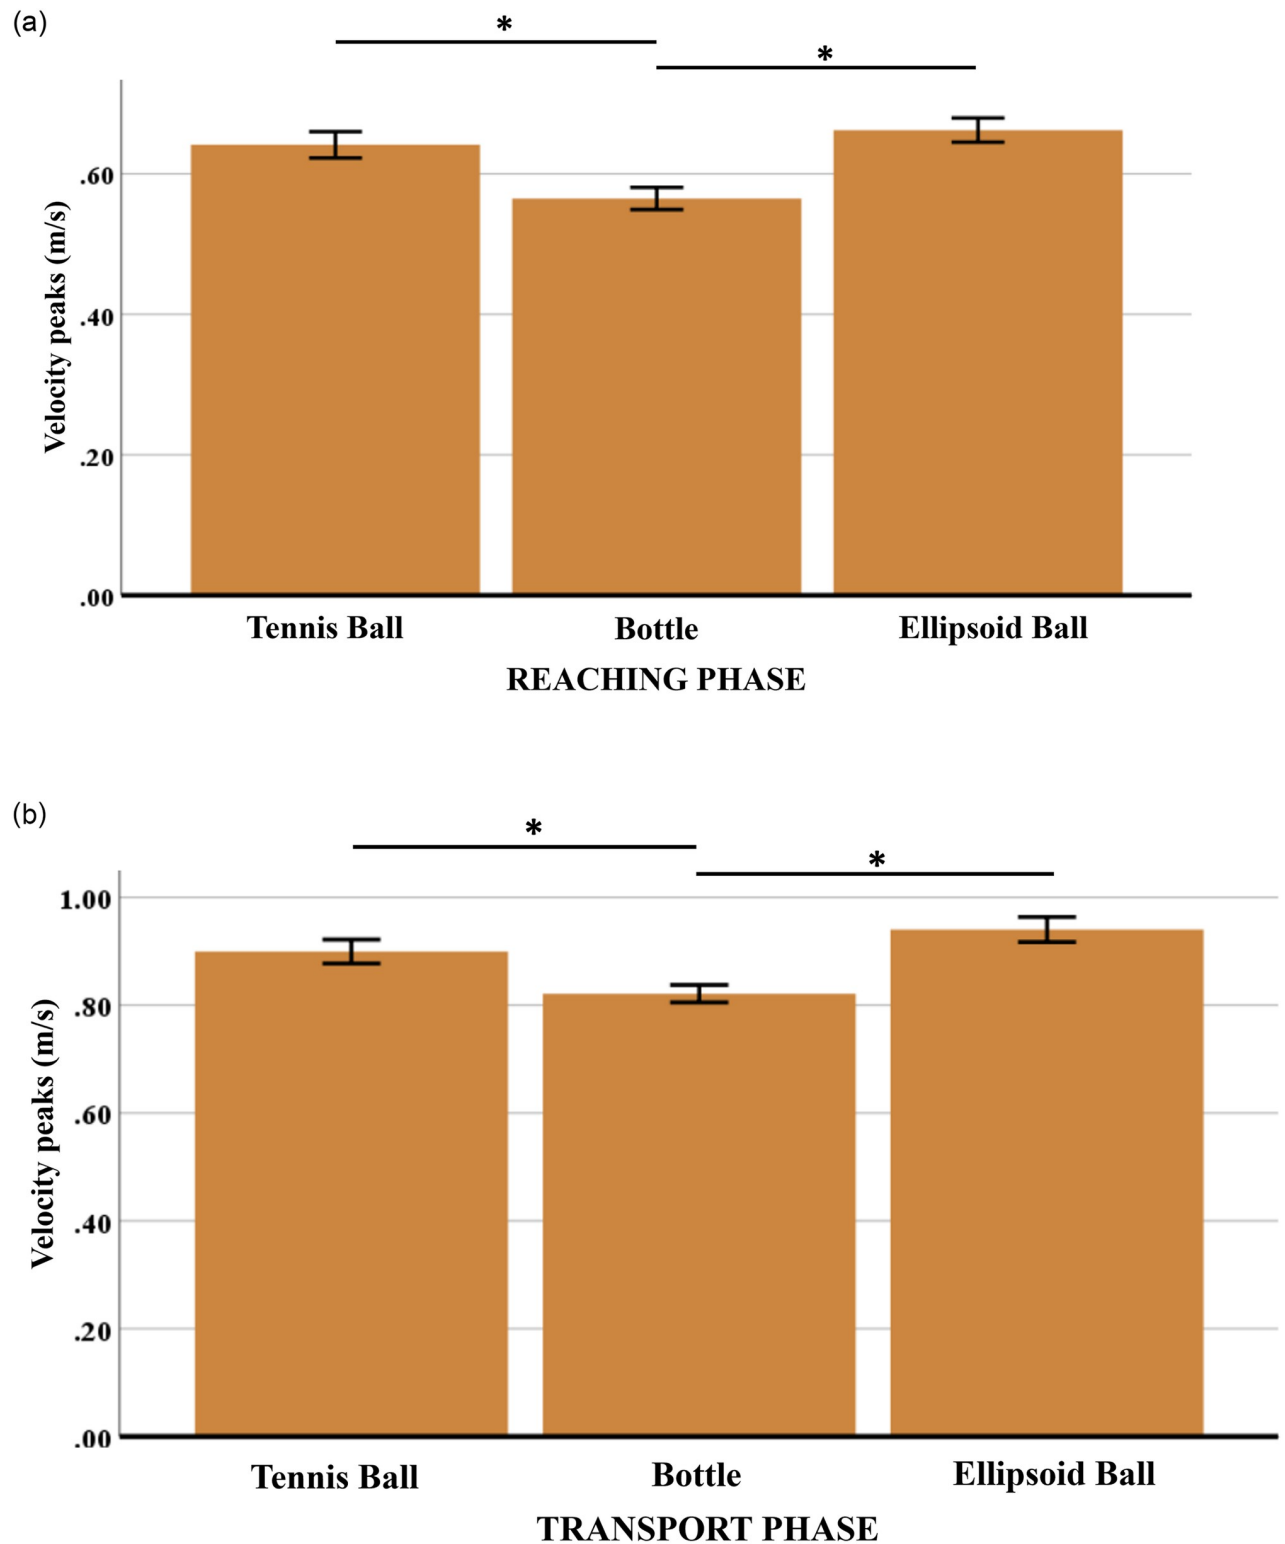 (a)
*
*
Velocity peaks (m/s)
.60
.40
.20
.00
Tennis Ball Bottle Ellipsoid Ball
REACHING PHASE
(b)
*
*
Velocity peaks (m/s)
1.00
.80
.60
.40
.20
.00
Tennis Ball Bottle Ellipsoid Ball
TRANSPORT PHASE